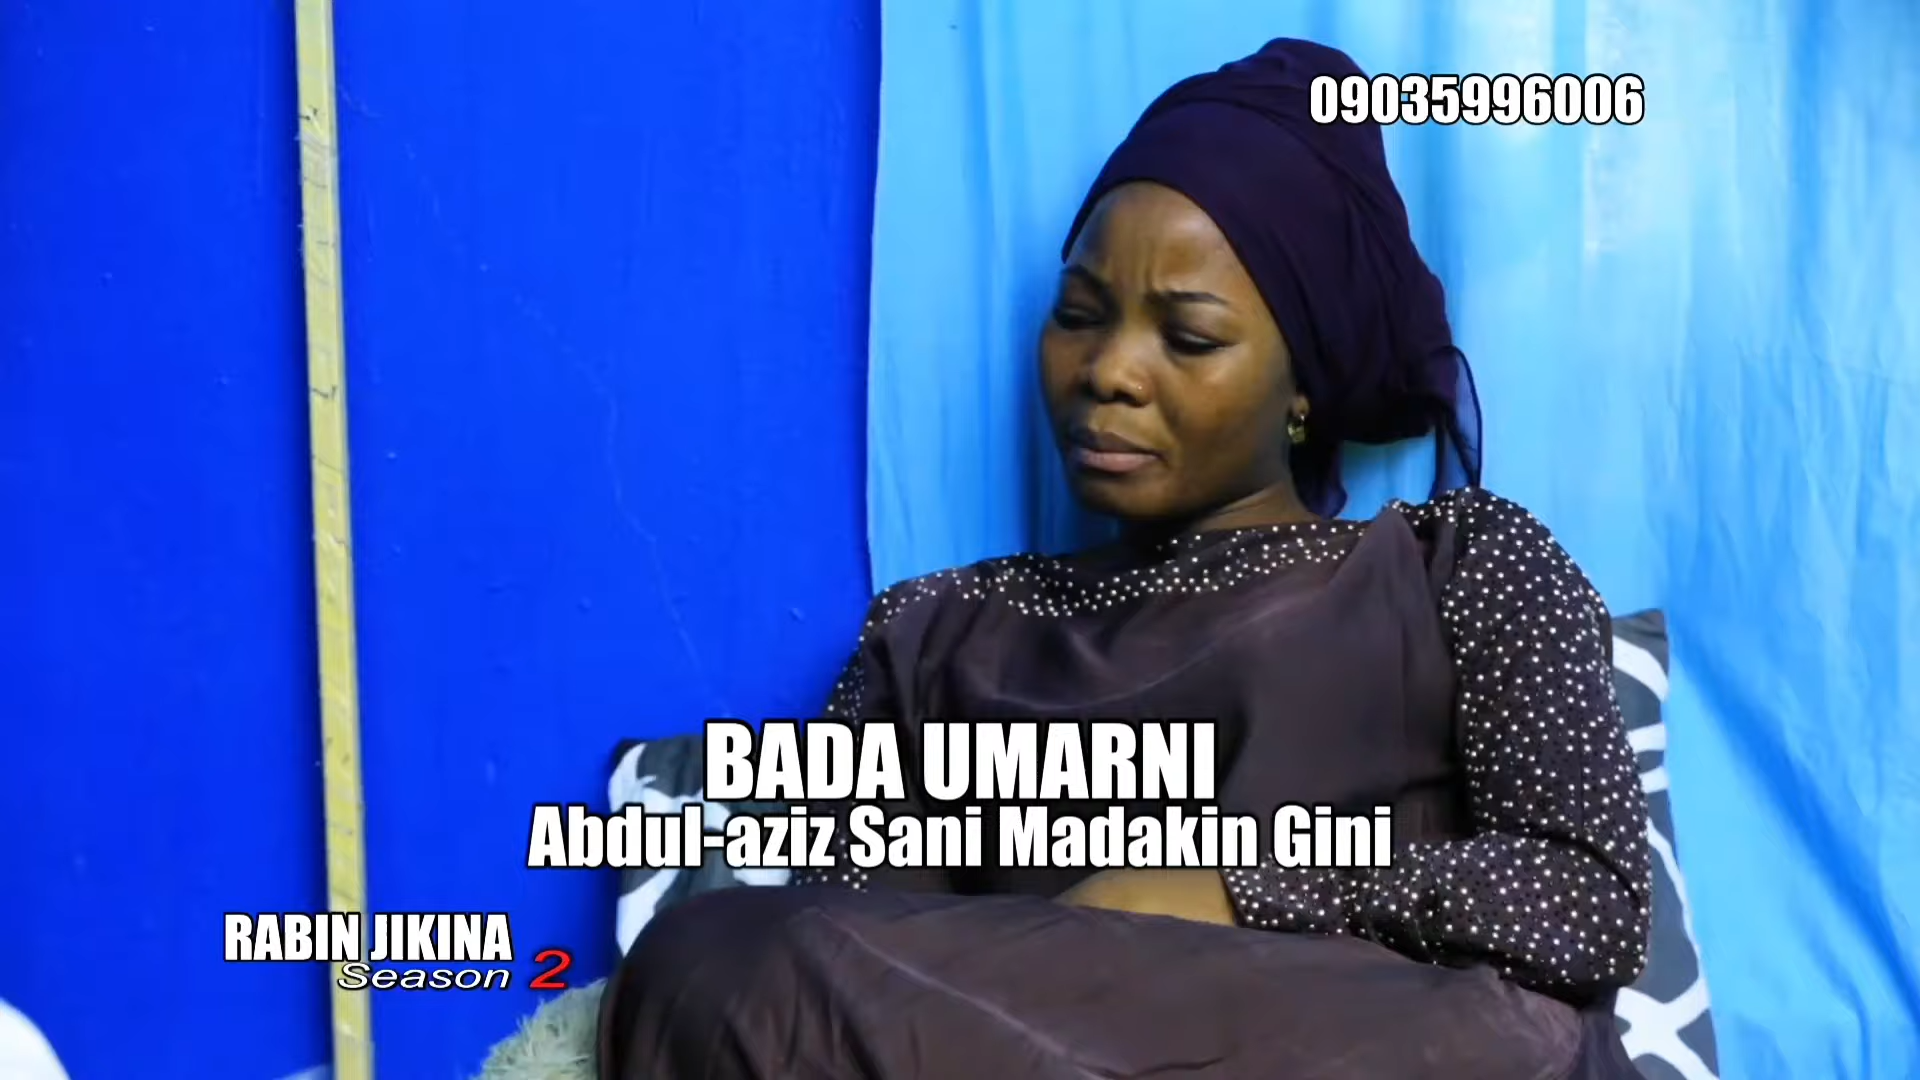 09035996006
BADA UMARNI
Abdul-aziz Sani Madakin Gini
RABIN JIKINA
Season 2